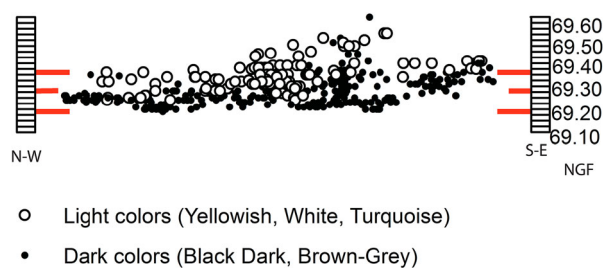 69.60
69.50
69.40
69.30
69.20
69.10
N-W
S-E
NGF
Light colors (Yellowish, White, Turquoise)
Dark colors (Black Dark, Brown-Grey)